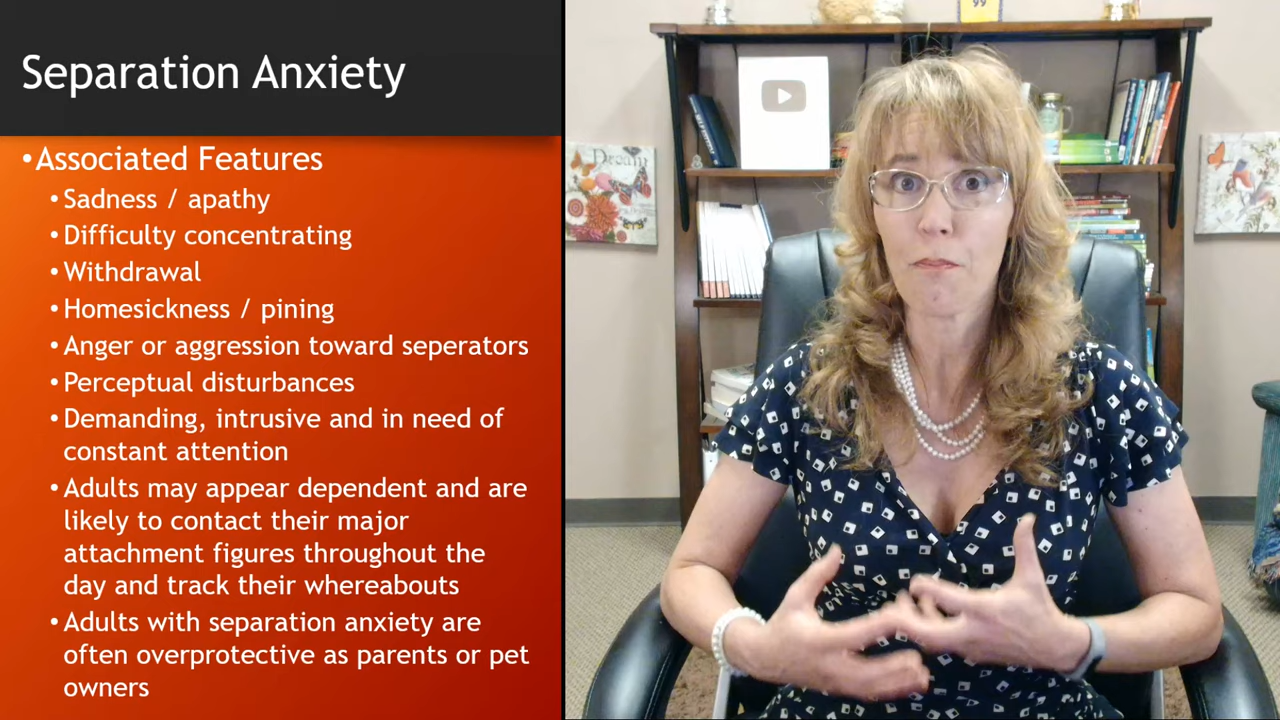 Separation Anxiety
•Associated Features
•Sadness / apathy
•Difficulty concentrating
•Withdrawal
•Homesickness / pining
•Anger or aggression toward seperators
•Perceptual disturbances
•Demanding, intrusive and in need of
constant attention
•Adults may appear dependent and are
likely to contact their major
attachment figures throughout the
day and track their whereabouts
•Adults with separation anxiety are
often overprotective as parents or pet
owners
99
Dream